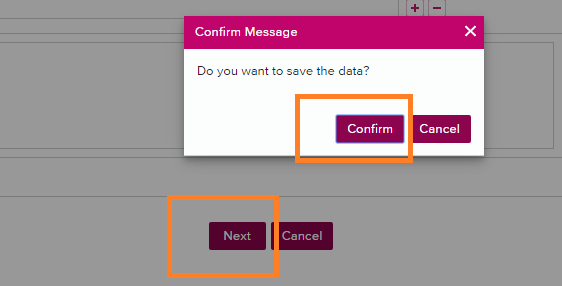 + −
Confirm Message ✕
Do you want to save the data?
Confirm Cancel
Next Cancel